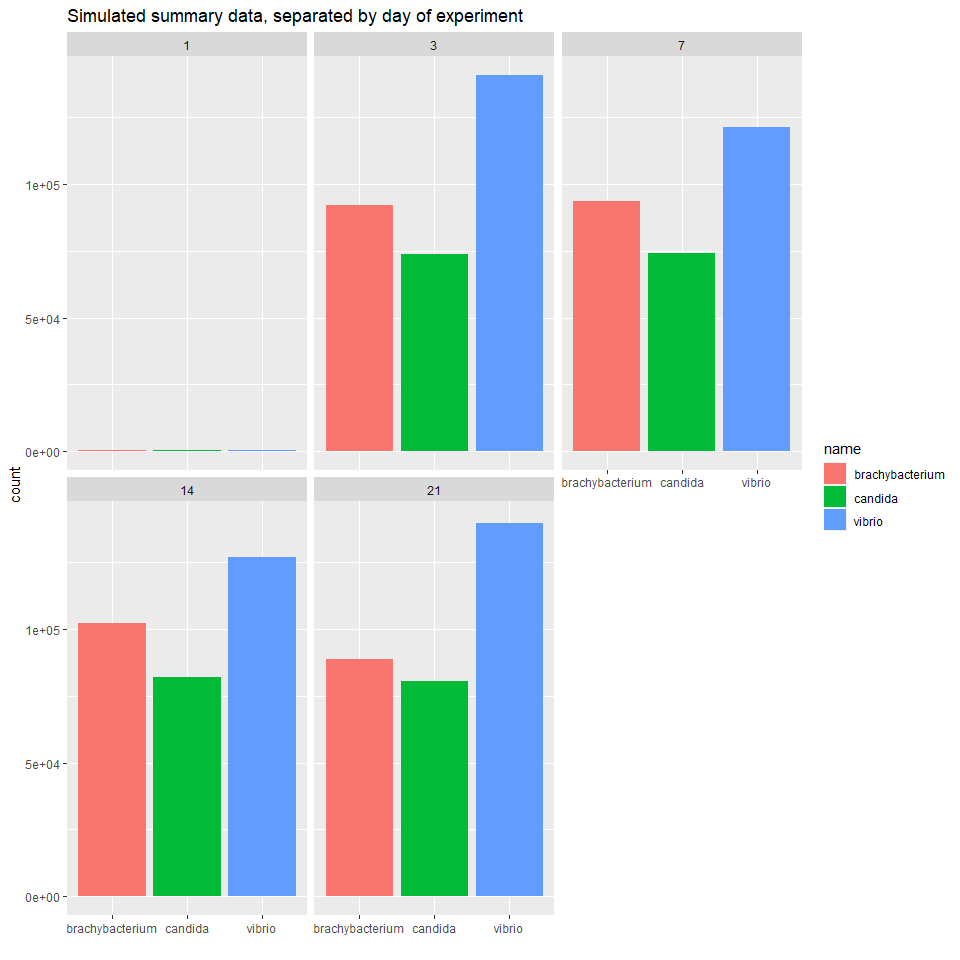 Simulated summary data, separated by day of experiment
1
3
7
1e+05
5e+04
0e+00
brachybacterium candida vibrio
count
14
21
1e+05
5e+04
0e+00
brachybacterium candida vibrio
brachybacterium candida vibrio
name
brachybacterium
candida
vibrio